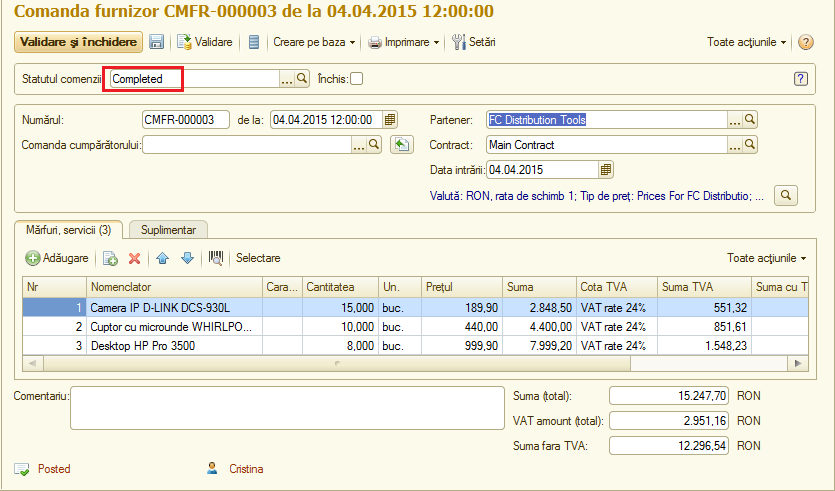 Comanda furnizor CMFR-000003 de la 04.04.2015 12:00:00
Validare și închidere Validare Creare pe baza Imprimare Setări Toate acțiunile ?
Statutul comenzii: Completed ... Închis: ?
Numărul: CMFR-000003 de la: 04.04.2015 12:00:00 Partener: FC Distribution Tools ...
Comanda cumpărătorului: ... Contract: Main Contract ...
Data intrării: 04.04.2015
Valută: RON, rata de schimb 1; Tip de preț: Prices For FC Distributio; ...
Mărfuri, servicii (3) Suplimentar
Adăugare Selectare Toate acțiunile
Nr Nomenclator Cara... Cantitatea Un. Prețul Suma Cota TVA Suma TVA Suma cu T
1 Camera IP D-LINK DCS-930L 15,000 buc. 189,90 2.848,50 VAT rate 24% 551,32
2 Cuptor cu microunde WHIRLPO... 10,000 buc. 440,00 4.400,00 VAT rate 24% 851,61
3 Desktop HP Pro 3500 8,000 buc. 999,90 7.999,20 VAT rate 24% 1.548,23
Comentariu: Suma (total): 15.247,70 RON
VAT amount (total): 2.951,16 RON
Suma fara TVA: 12.296,54 RON
Posted Cristina